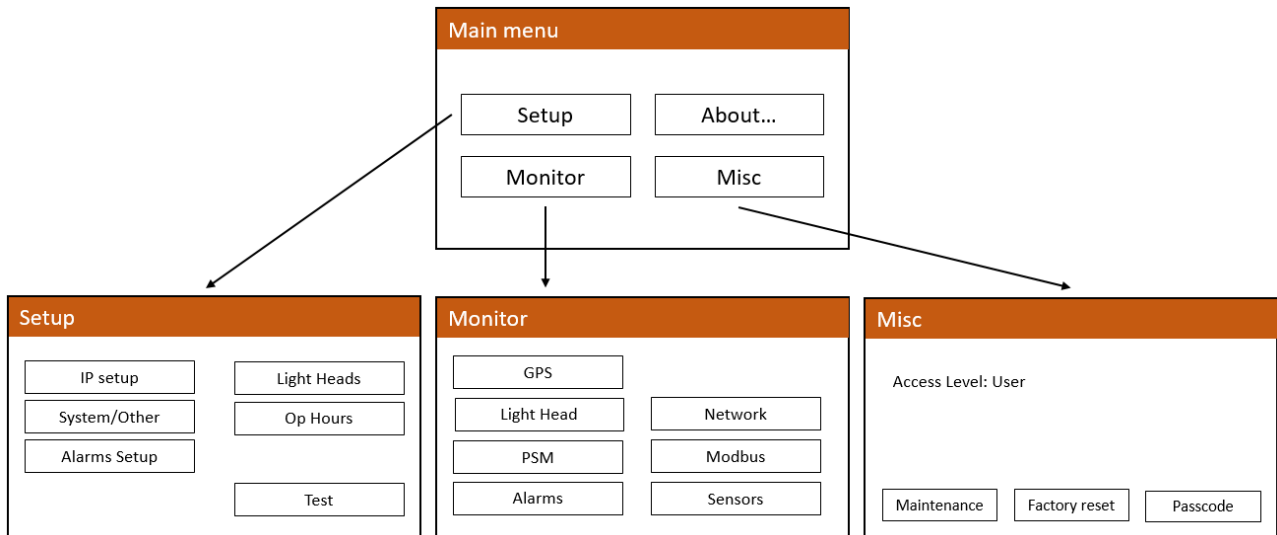 Main menu
Setup
About...
Monitor
Misc
Setup
IP setup
Light Heads
System/Other
Op Hours
Alarms Setup
Test
Monitor
GPS
Light Head
Network
PSM
Modbus
Alarms
Sensors
Misc
Access Level: User
Maintenance
Factory reset
Passcode